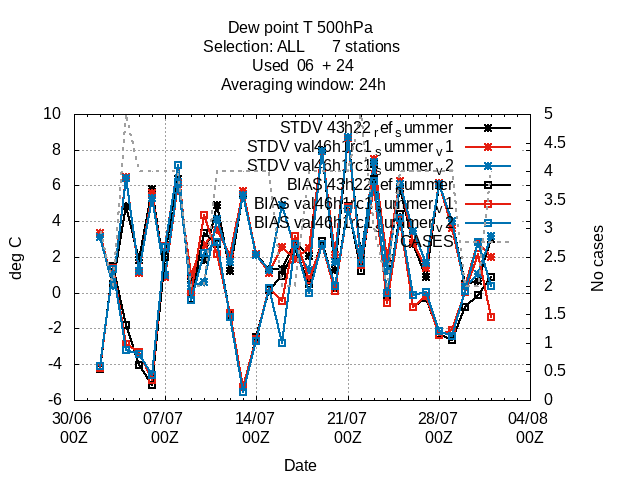 Dew point T 500hPa
Selection: ALL 7 stations
Used 06 + 24
Averaging window: 24h
10 5
STDV 43h22_ref_summer
4.5
STDV val46h1rc1_summer_v1
8
STDV val46h1rc1_summer_v2
4
BIAS 43h22_ref_summer
6
3.5
BIAS val46h1rc1_summer_v1
BIAS val46h1rc1_summer_v2
4
3
CASES
2 2.5
0 2
1.5
-2
1
-4
0.5
-6 0
deg C
No cases
30/06 07/07 14/07 21/07 28/07 04/08
00Z 00Z 00Z 00Z 00Z 00Z
Date